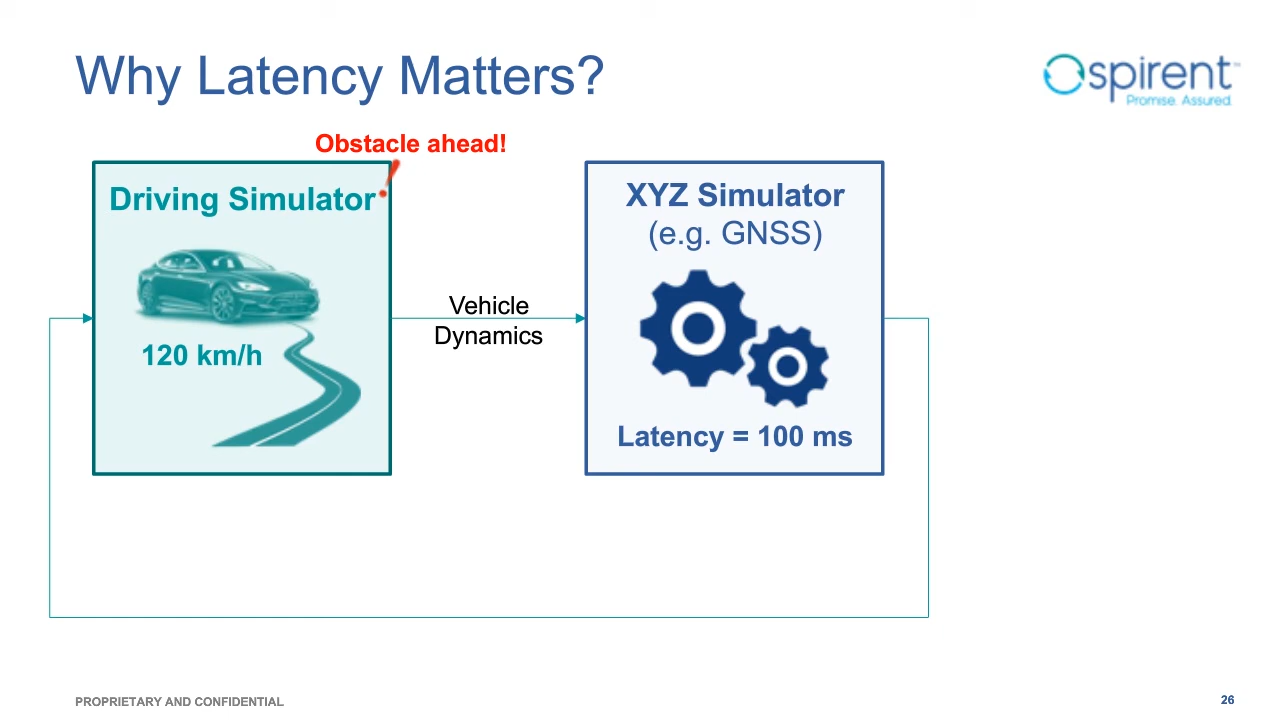 Why Latency Matters?
spirent™
Promise. Assured.
Obstacle ahead!
!
Driving Simulator
120 km/h
Vehicle
Dynamics
XYZ Simulator
(e.g. GNSS)
Latency = 100 ms
PROPRIETARY AND CONFIDENTIAL
26